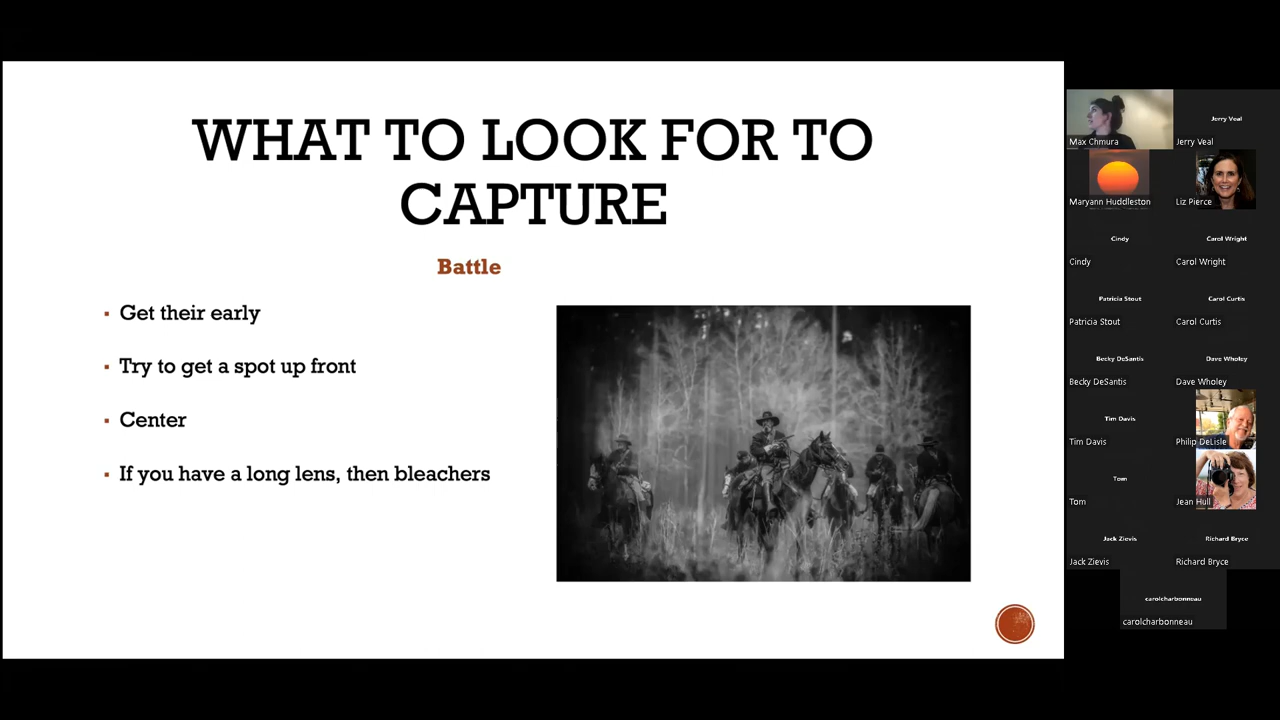 WHAT TO LOOK FOR TO
CAPTURE
Battle
Get their early
Try to get a spot up front
Center
If you have a long lens, then bleachers
Max Chmura
Jerry Veal
Jerry Veal
Maryann Huddleston
Liz Pierce
Cindy
Cindy
Carol Wright
Carol Wright
Patricia Stout
Patricia Stout
Carol Curtis
Carol Curtis
Becky DeSantis
Becky DeSantis
Dave Wholey
Dave Wholey
Tim Davis
Tim Davis
Philip DeLisle
Tom
Tom
Jean Hull
Jack Zievis
Jack Zievis
Richard Bryce
Richard Bryce
carolcharbonneau
carolcharbonneau